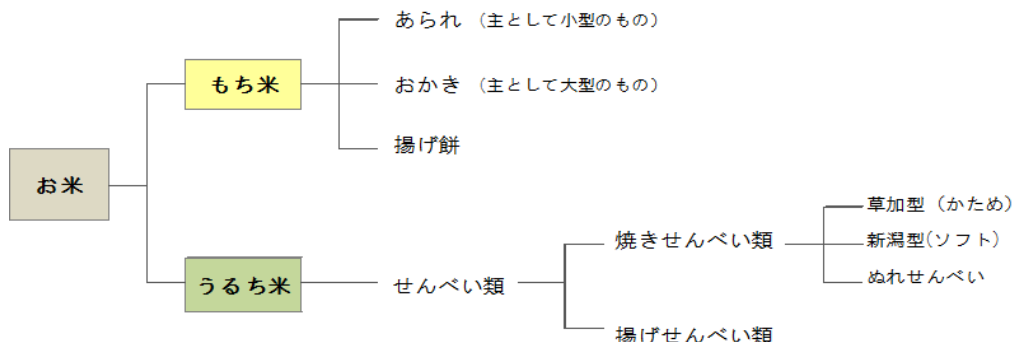 お米
もち米
あられ （主として小型のもの）
おかき （主として大型のもの）
揚げ餅
うるち米
せんべい類
焼きせんべい類
草加型（かため）
新潟型(ソフト)
ぬれせんべい
揚げせんべい類